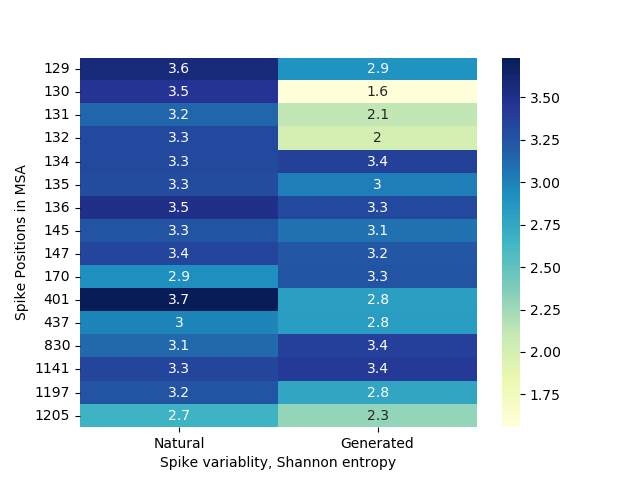 Spike Positions in MSA
129 3.6 2.9
130 3.5 1.6
131 3.2 2.1
132 3.3 2
134 3.3 3.4
135 3.3 3
136 3.5 3.3
145 3.3 3.1
147 3.4 3.2
170 2.9 3.3
401 3.7 2.8
437 3 2.8
830 3.1 3.4
1141 3.3 3.4
1197 3.2 2.8
1205 2.7 2.3
Natural Generated
Spike variablity, Shannon entropy
3.50
3.25
3.00
2.75
2.50
2.25
2.00
1.75